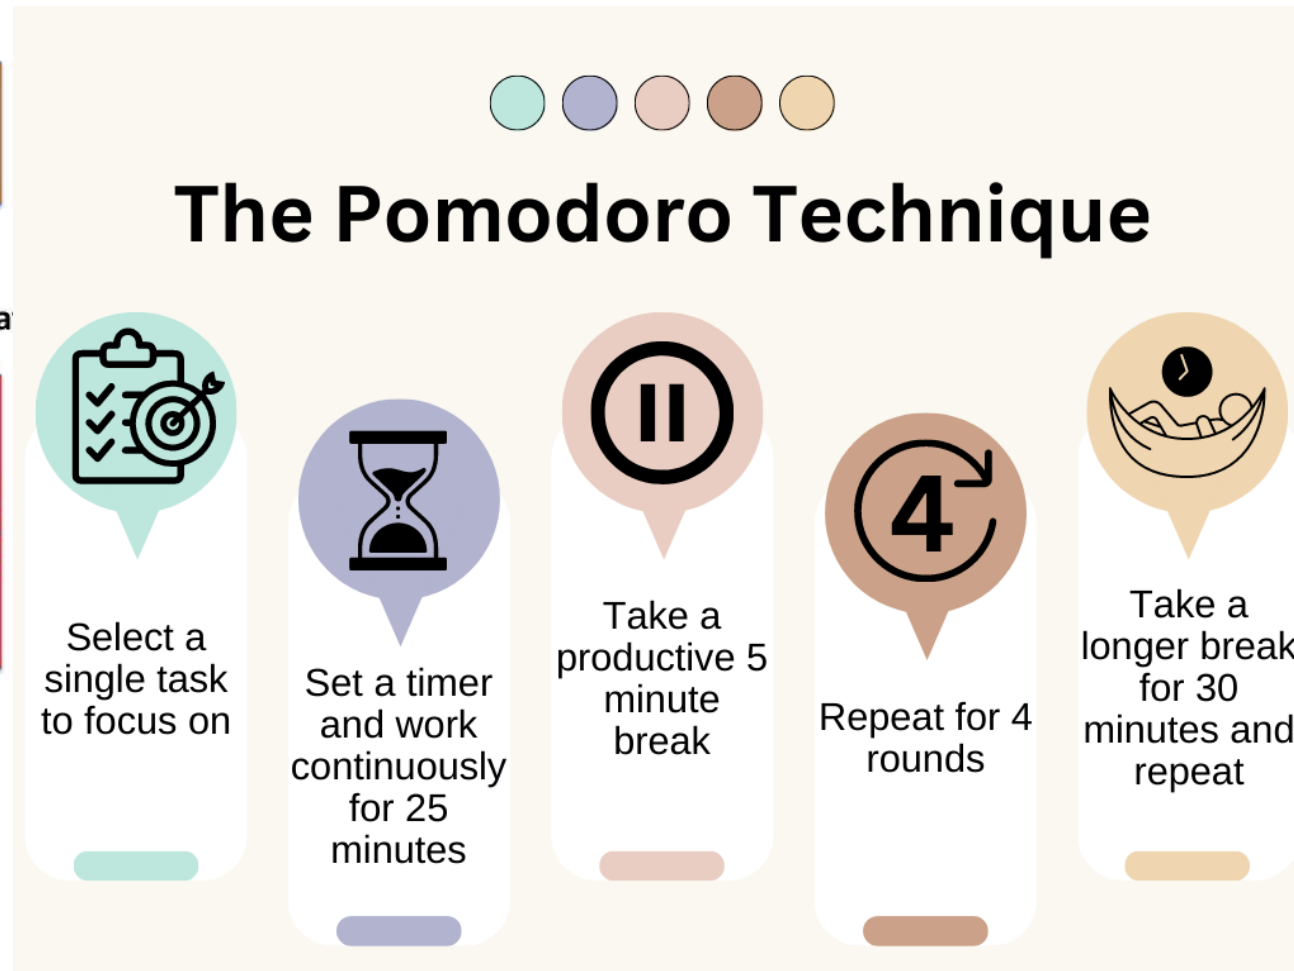 The Pomodoro Technique
Select a
single task
to focus on
Set a timer
and work
continuously
for 25
minutes
Take a
productive 5
minute
break
4
Repeat for 4
rounds
Take a
longer break
for 30
minutes and
repeat